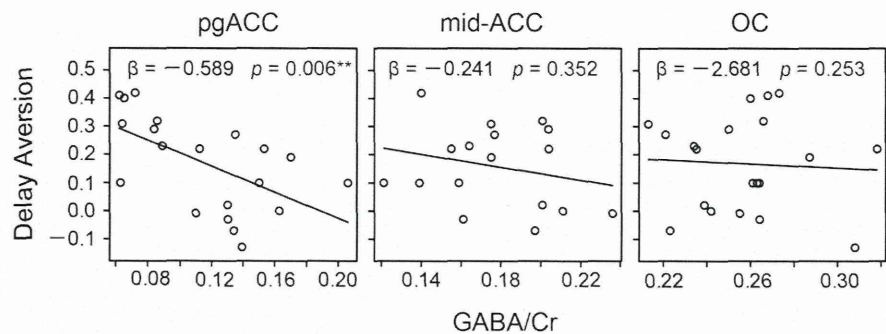 pgACC mid-ACC OC
β = −0.589 p = 0.006** β = −0.241 p = 0.352 β = −2.681 p = 0.253
0.5
0.4
0.3
0.2
0.1
0.0
−0.1
Delay Aversion
0.08 0.12 0.16 0.20 0.14 0.18 0.22 0.22 0.26 0.30
GABA/Cr